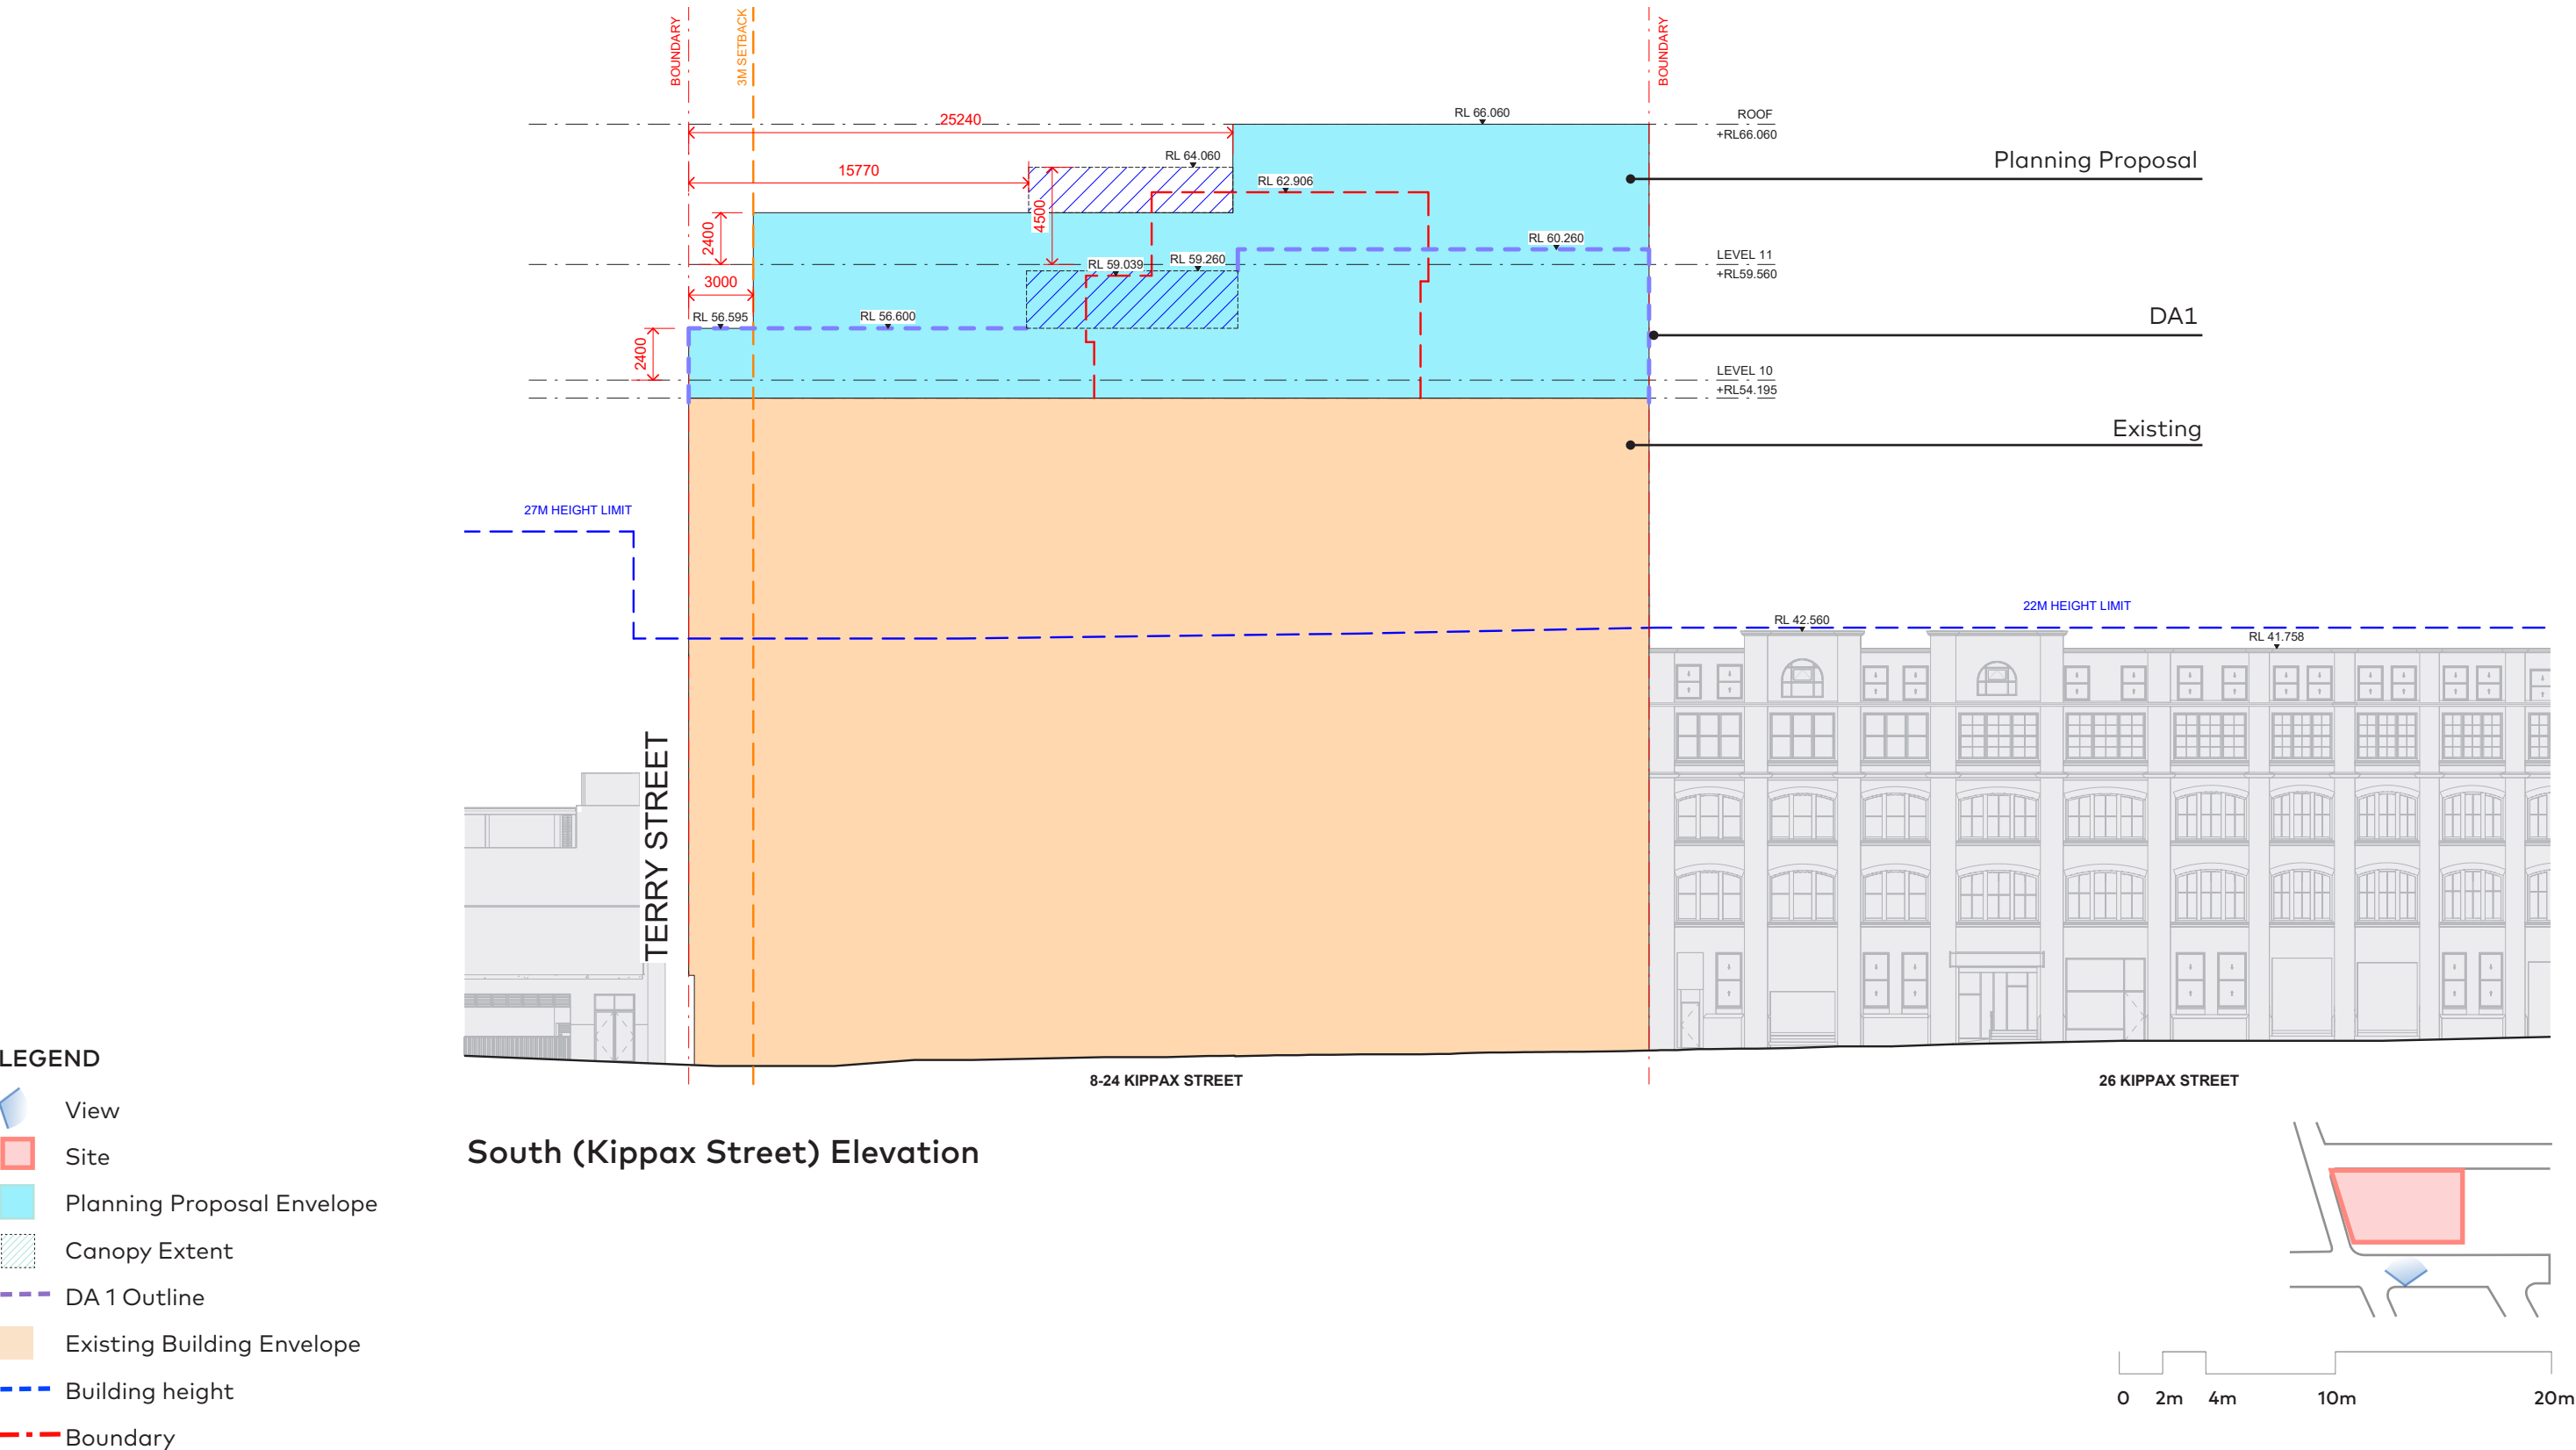 BOUNDARY
3M SETBACK
BOUNDARY
25240
RL 66.060
ROOF
+RL66.060
Planning Proposal
RL 64.060
15770
RL 62.906
4500
2400
RL 60.260
LEVEL 11
+RL59.560
RL 59.039
RL 59.260
3000
RL 56.595
RL 56.600
DA1
2400
LEVEL 10
+RL54.195
Existing
27M HEIGHT LIMIT
22M HEIGHT LIMIT
RL 42.560
RL 41.758
TERRY STREET
8-24 KIPPAX STREET
26 KIPPAX STREET
South (Kippax Street) Elevation
LEGEND
View
Site
Planning Proposal Envelope
Canopy Extent
DA 1 Outline
Existing Building Envelope
Building height
Boundary
0 2m 4m 10m 20m